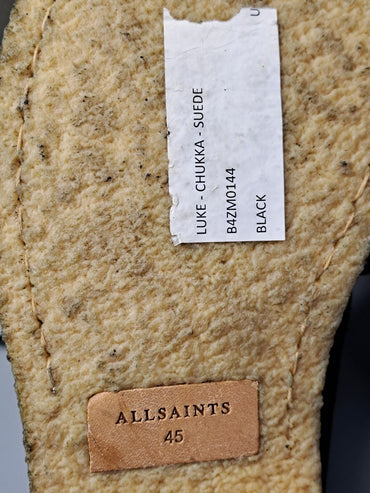 LUKE - CHUKKA - SUEDE
B4ZM0144
BLACK
ALLSAINTS
45